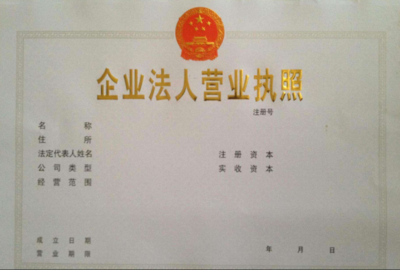 企业法人营业执照
注册号
名称
住所
法定代表人姓名 注册资本
公司类型 实收资本
经营范围
成立日期
营业期限 年 月 日